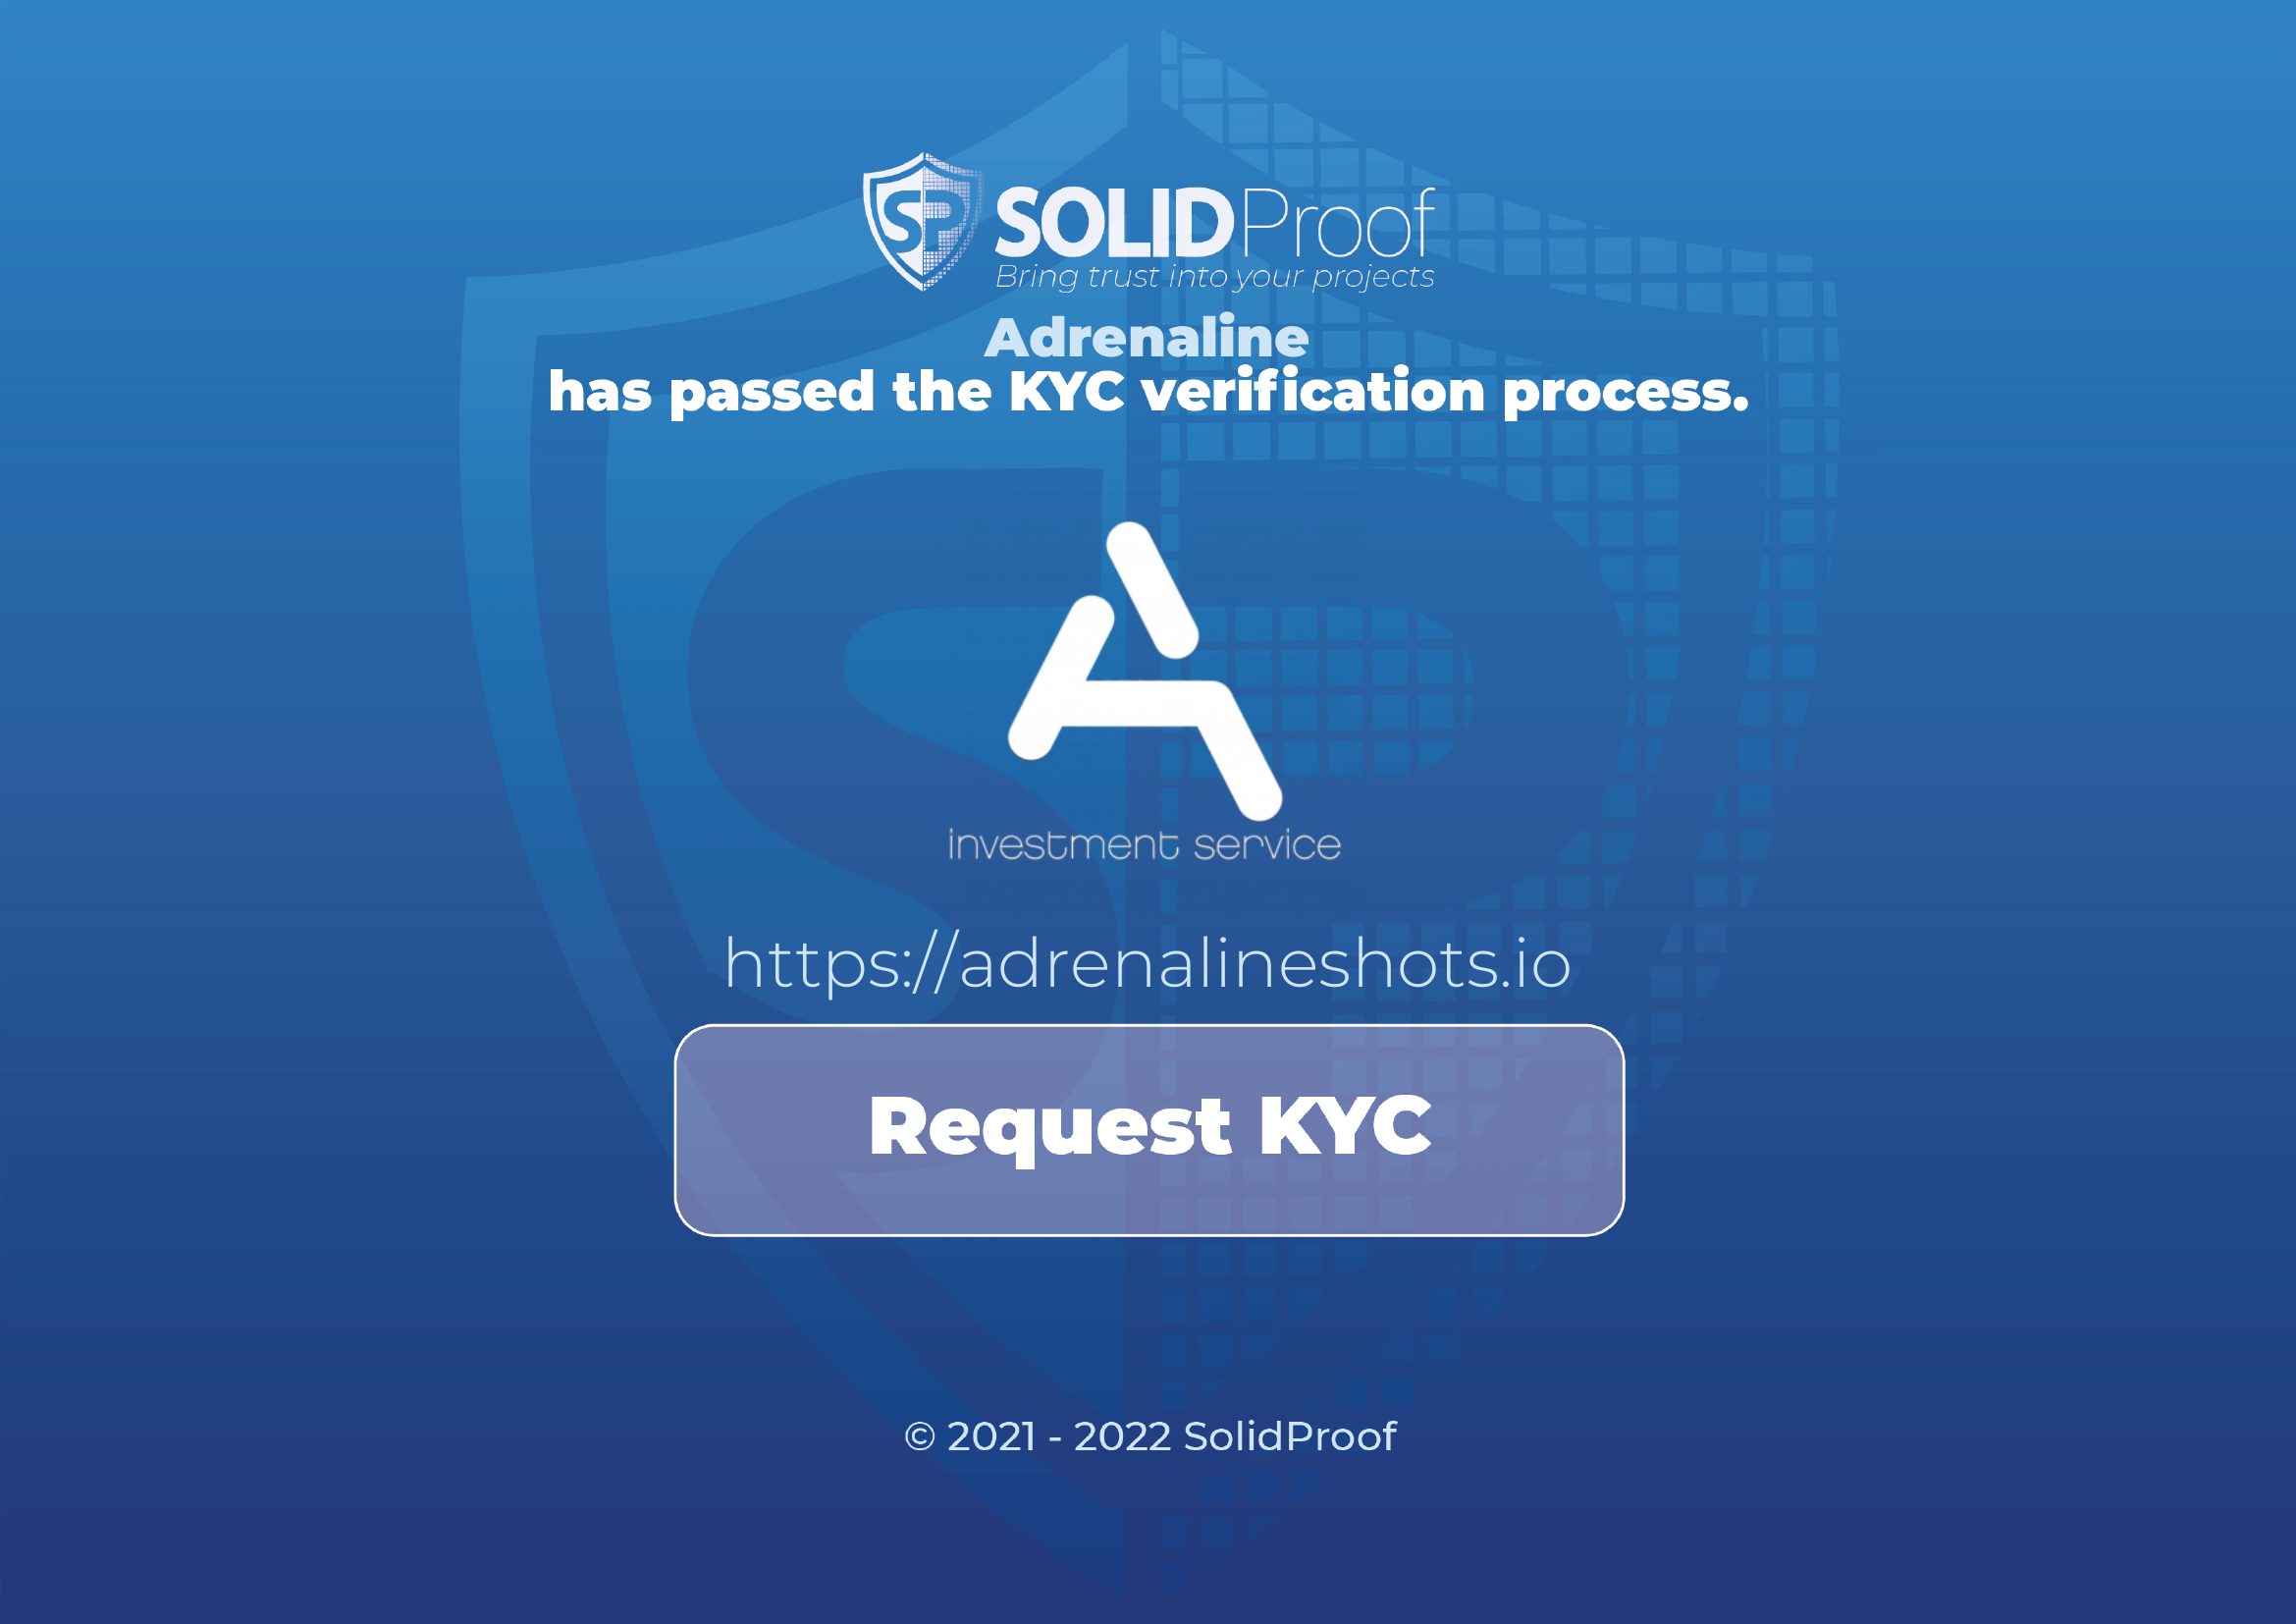 SP
SOLIDProof
Bring trust into your projects
Adrenaline
has passed the KYC verification process.
investment service
https://adrenalineshots.io
Request KYC
© 2021 - 2022 SolidProof